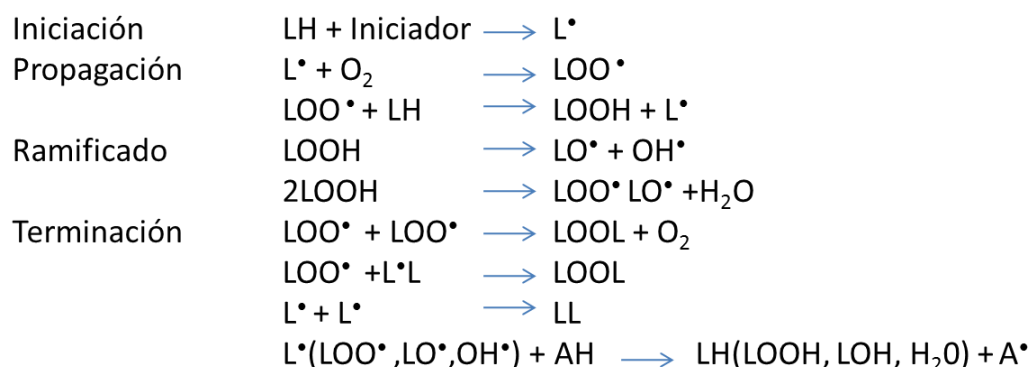 Iniciación LH + Iniciador → L•
Propagación L• + O₂ → LOO•
LOO• + LH → LOOH + L•
Ramificado LOOH → LO• + OH•
2LOOH → LOO• LO• +H₂O
Terminación LOO• + LOO• → LOOL + O₂
LOO• +L•L → LOOL
L• + L• → LL
L•(LOO• ,LO•,OH•) + AH → LH(LOOH, LOH, H₂0) + A•